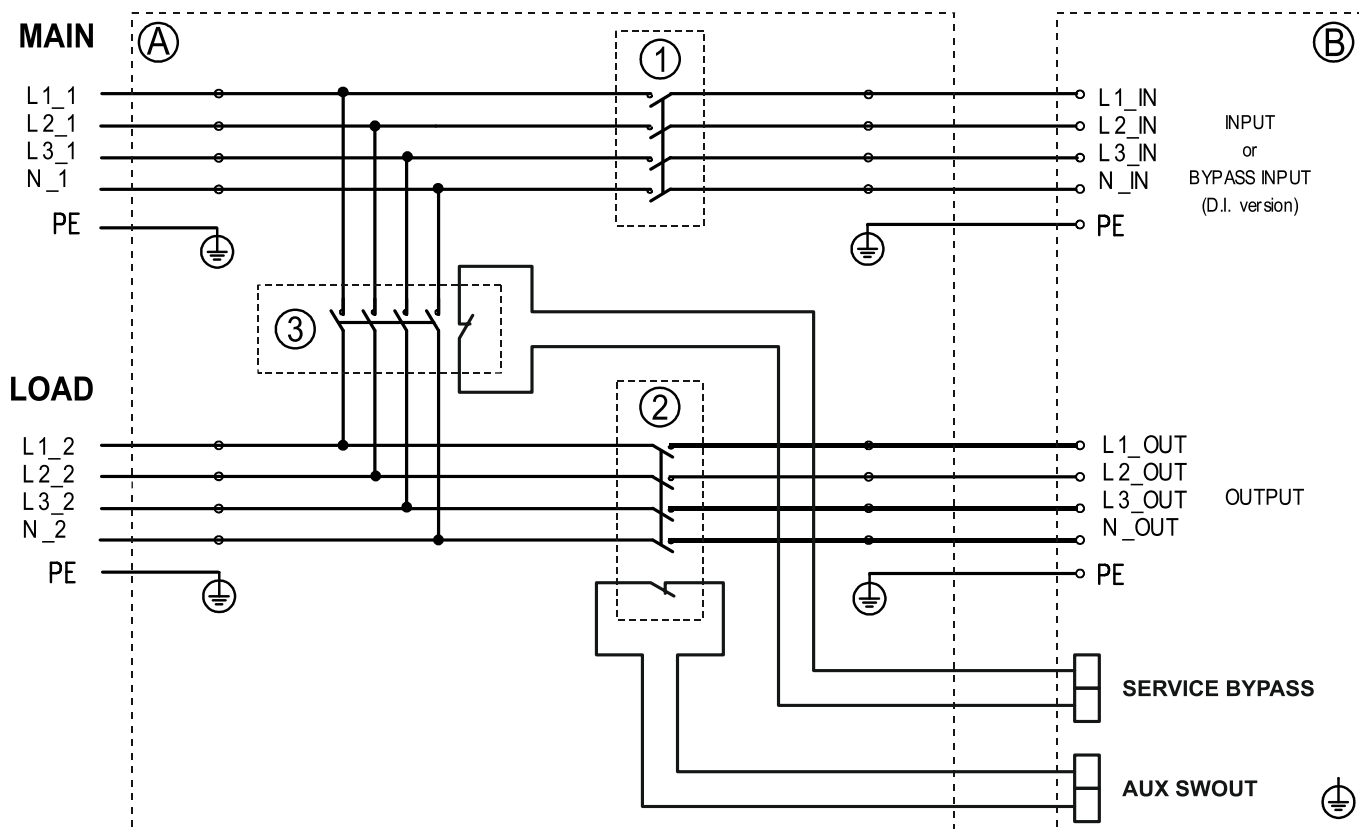 MAIN
A
1
B
L1_1
L2_1
L3_1
N_1
PE
L1_IN
L2_IN
L3_IN
N_IN
PE
INPUT
or
BYPASS INPUT
(D.I. version)
3
LOAD
2
L1_2
L2_2
L3_2
N_2
PE
L1_OUT
L2_OUT
L3_OUT
N_OUT
PE
OUTPUT
SERVICE BYPASS
AUX SWOUT